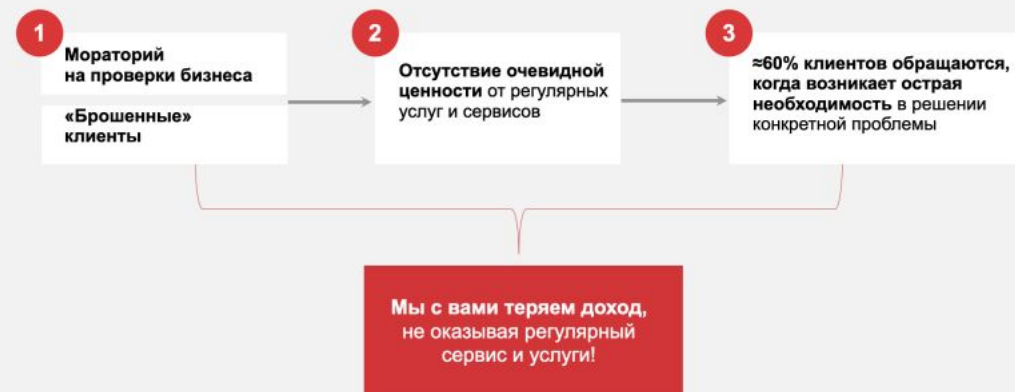 1
Мораторий
на проверки бизнеса
«Брошенные»
клиенты
2
Отсутствие очевидной
ценности от регулярных
услуг и сервисов
3
≈60% клиентов обращаются,
когда возникает острая
необходимость в решении
конкретной проблемы
Мы с вами теряем доход,
не оказывая регулярный
сервис и услуги!